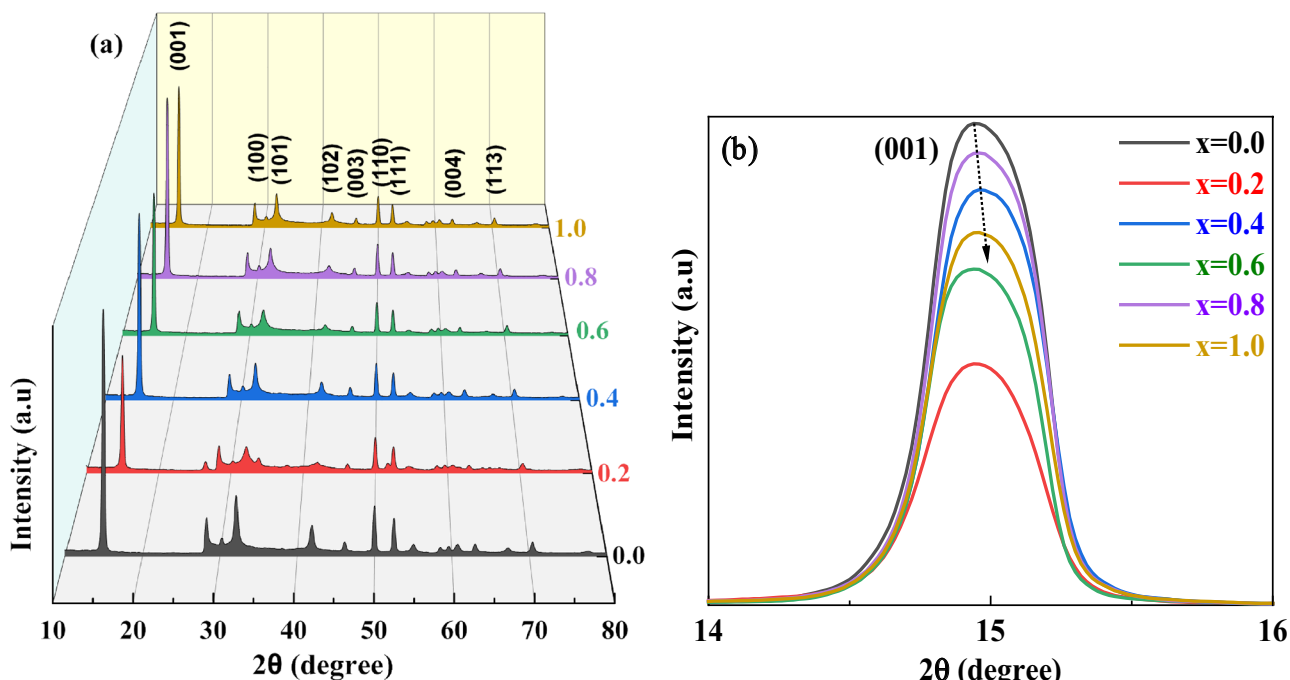 (a)
(001)
(100)
(101)
(102)
(003)
(110)
(111)
(004)
(113)
1.0
0.8
0.6
0.4
0.2
0.0
Intensity (a.u)
10 20 30 40 50 60 70 80
2θ (degree)
(b)
(001)
x=0.0
x=0.2
x=0.4
x=0.6
x=0.8
x=1.0
Intensity (a.u)
14 15 16
2θ (degree)